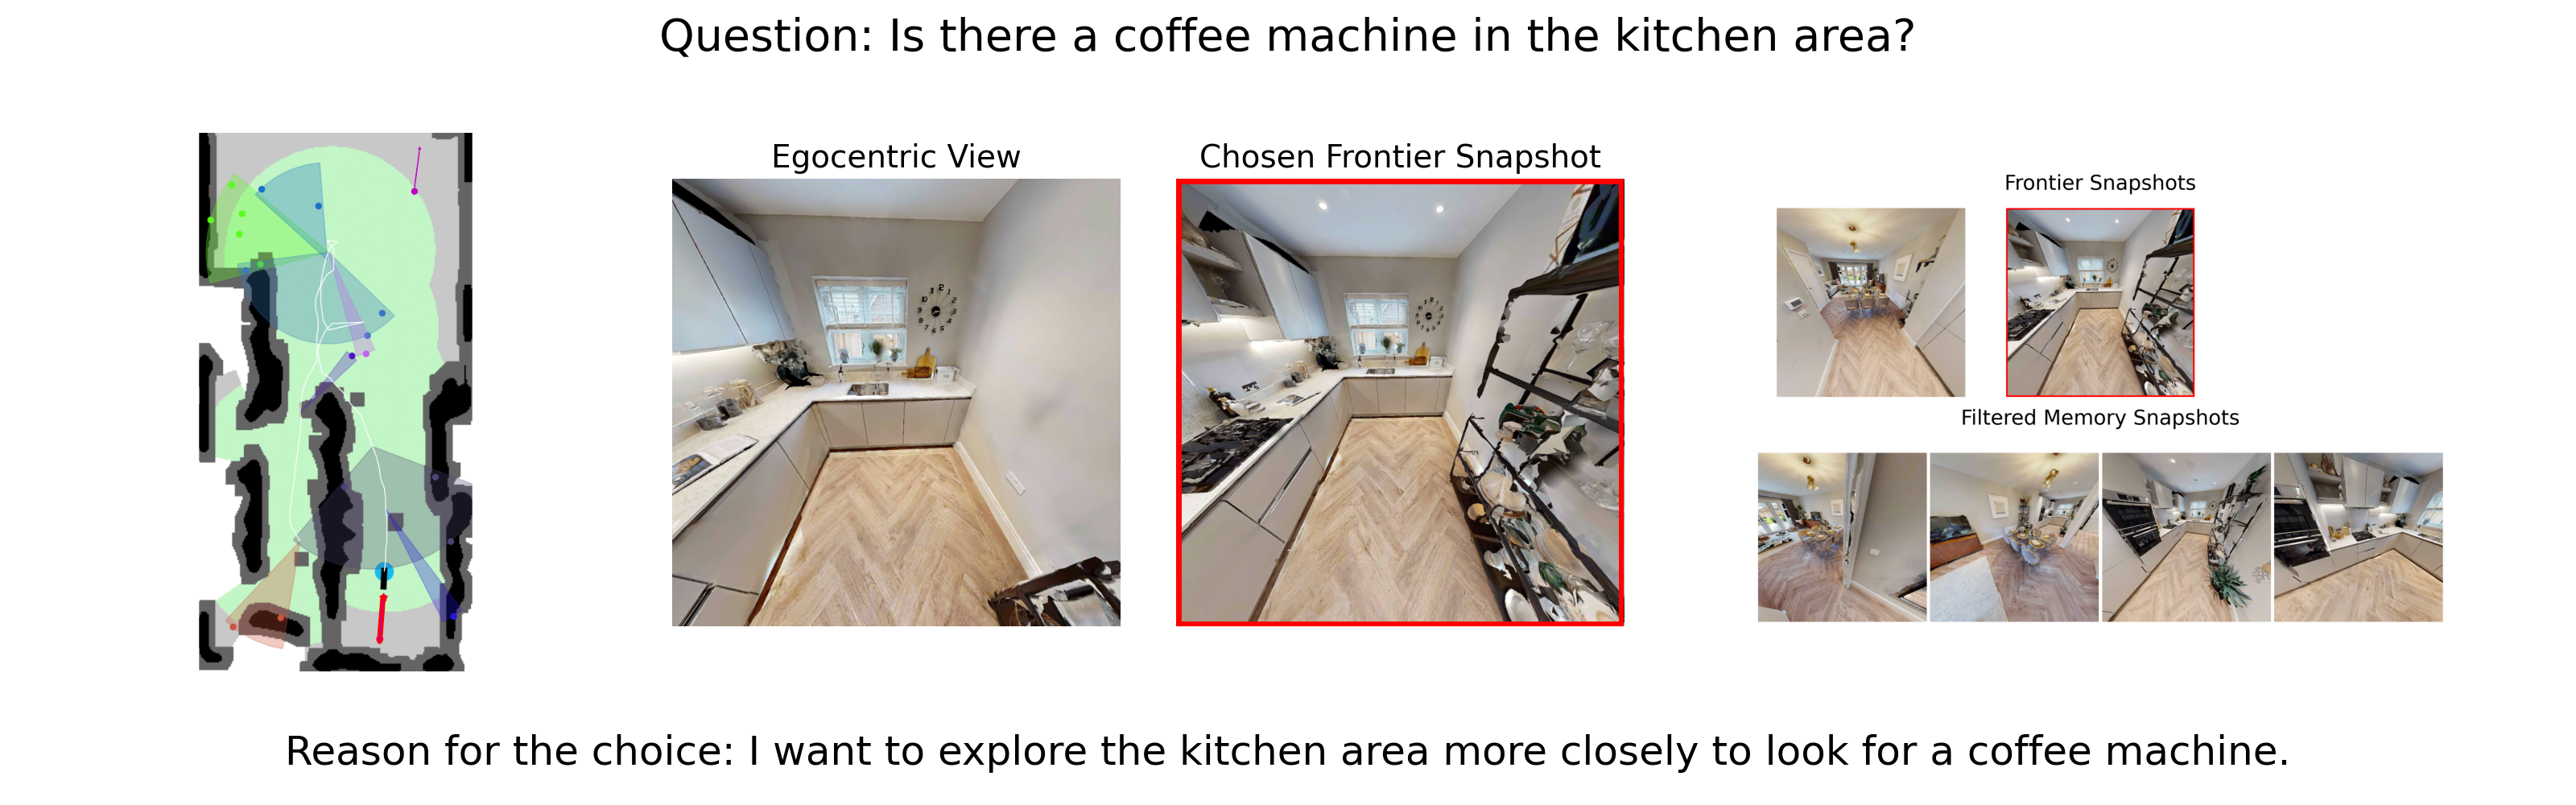 Question: Is there a coffee machine in the kitchen area?
Egocentric View
Chosen Frontier Snapshot
Frontier Snapshots
Filtered Memory Snapshots
Reason for the choice: I want to explore the kitchen area more closely to look for a coffee machine.